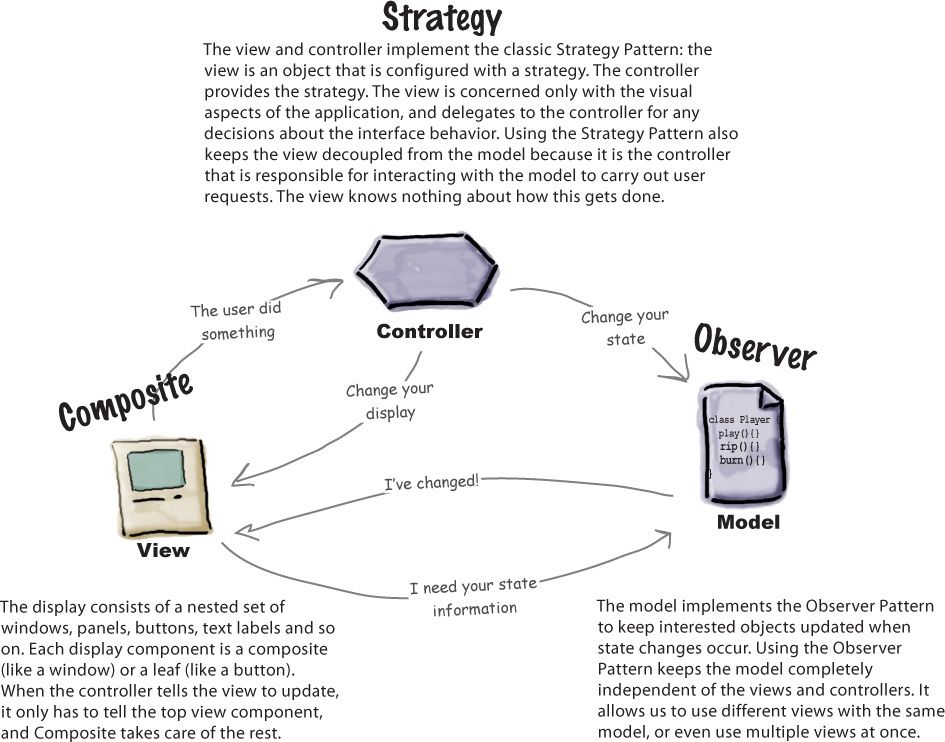 Strategy
The view and controller implement the classic Strategy Pattern: the
view is an object that is configured with a strategy. The controller
provides the strategy. The view is concerned only with the visual
aspects of the application, and delegates to the controller for any
decisions about the interface behavior. Using the Strategy Pattern also
keeps the view decoupled from the model because it is the controller
that is responsible for interacting with the model to carry out user
requests. The view knows nothing about how this gets done.
The user did
something
Controller
Change your
state
Observer
Change your
display
Composite
class Player {
play(){}
rip(){}
burn(){}
}
I've changed!
Model
View
I need your state
information
The display consists of a nested set of
windows, panels, buttons, text labels and so
on. Each display component is a composite
(like a window) or a leaf (like a button).
When the controller tells the view to update,
it only has to tell the top view component,
and Composite takes care of the rest.
The model implements the Observer Pattern
to keep interested objects updated when
state changes occur. Using the Observer
Pattern keeps the model completely
independent of the views and controllers. It
allows us to use different views with the same
model, or even use multiple views at once.